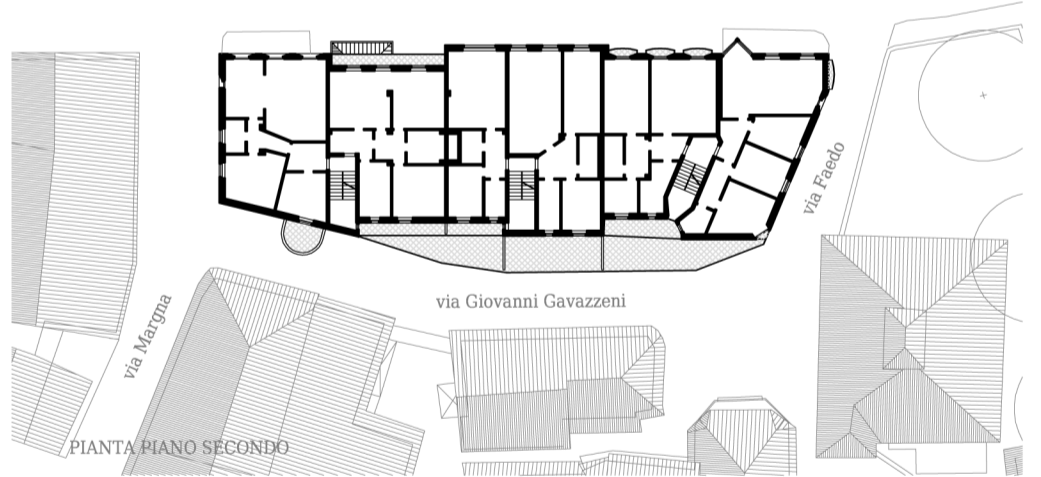 via Faedo
via Giovanni Gavazzeni
via Margna
PIANTA PIANO SECONDO